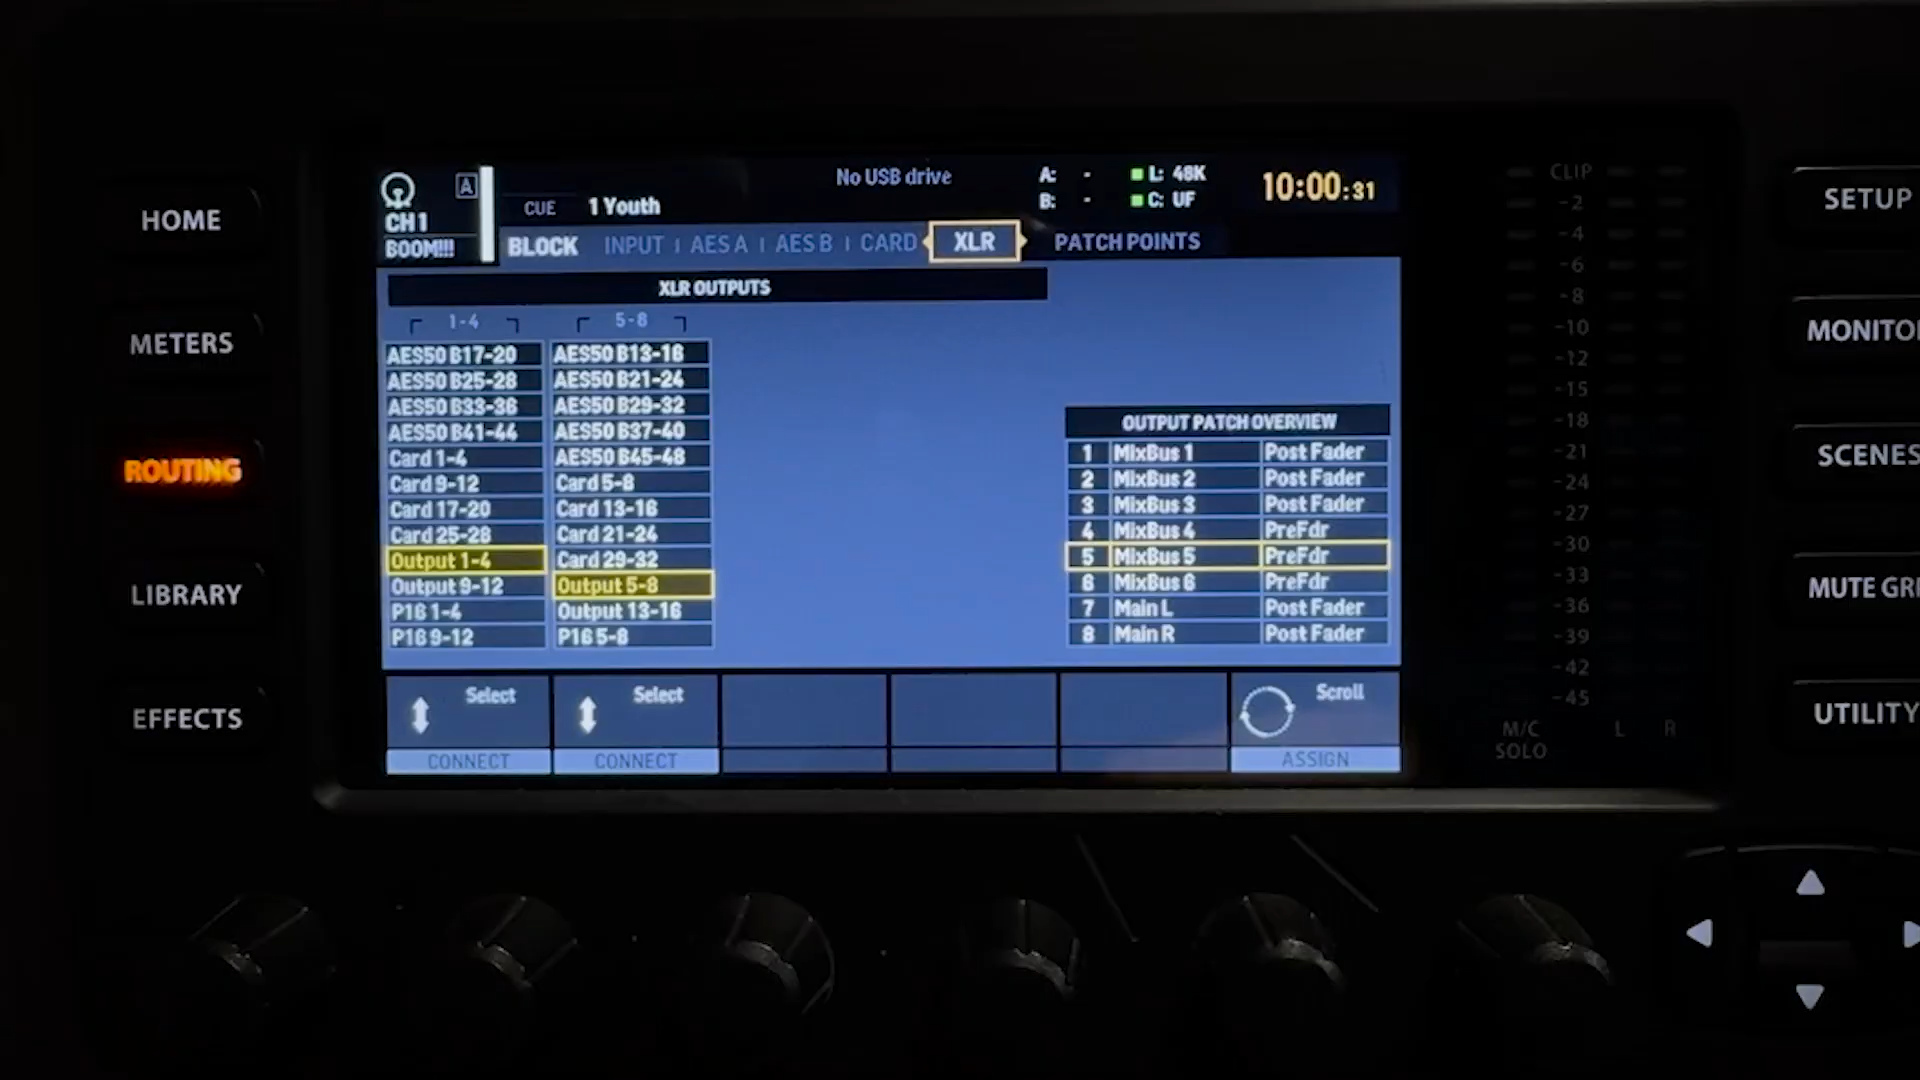 HOME
METERS
ROUTING
LIBRARY
EFFECTS
CH 1
A
BOOM!!!
CUE 1 Youth
No USB drive
A: - L: 48K
B: - C: UF
10:00:31
BLOCK INPUT | AES A | AES B | CARD XLR PATCH POINTS
XLR OUTPUTS
1-4 5-8
AES50 B17-20 AES50 B13-16
AES50 B25-28 AES50 B21-24
AES50 B33-36 AES50 B29-32
AES50 B41-44 AES50 B37-40
Card 1-4 AES50 B45-48
Card 9-12 Card 5-8
Card 17-20 Card 13-16
Card 25-28 Card 21-24
Output 1-4 Card 29-32
Output 9-12 Output 5-8
P16 1-4 Output 13-16
P16 9-12 P16 5-8
OUTPUT PATCH OVERVIEW
1 MixBus 1 Post Fader
2 MixBus 2 Post Fader
3 MixBus 3 Post Fader
4 MixBus 4 PreFdr
5 MixBus 5 PreFdr
6 MixBus 6 PreFdr
7 Main L Post Fader
8 Main R Post Fader
Select Select Scroll
CONNECT CONNECT ASSIGN
CLIP
-2
-4
-6
-8
-10
-12
-15
-18
-21
-24
-27
-30
-33
-36
-39
-42
-45
M/C L R
SOLO
SETUP
MONITO
SCENES
MUTE GR
UTILITY